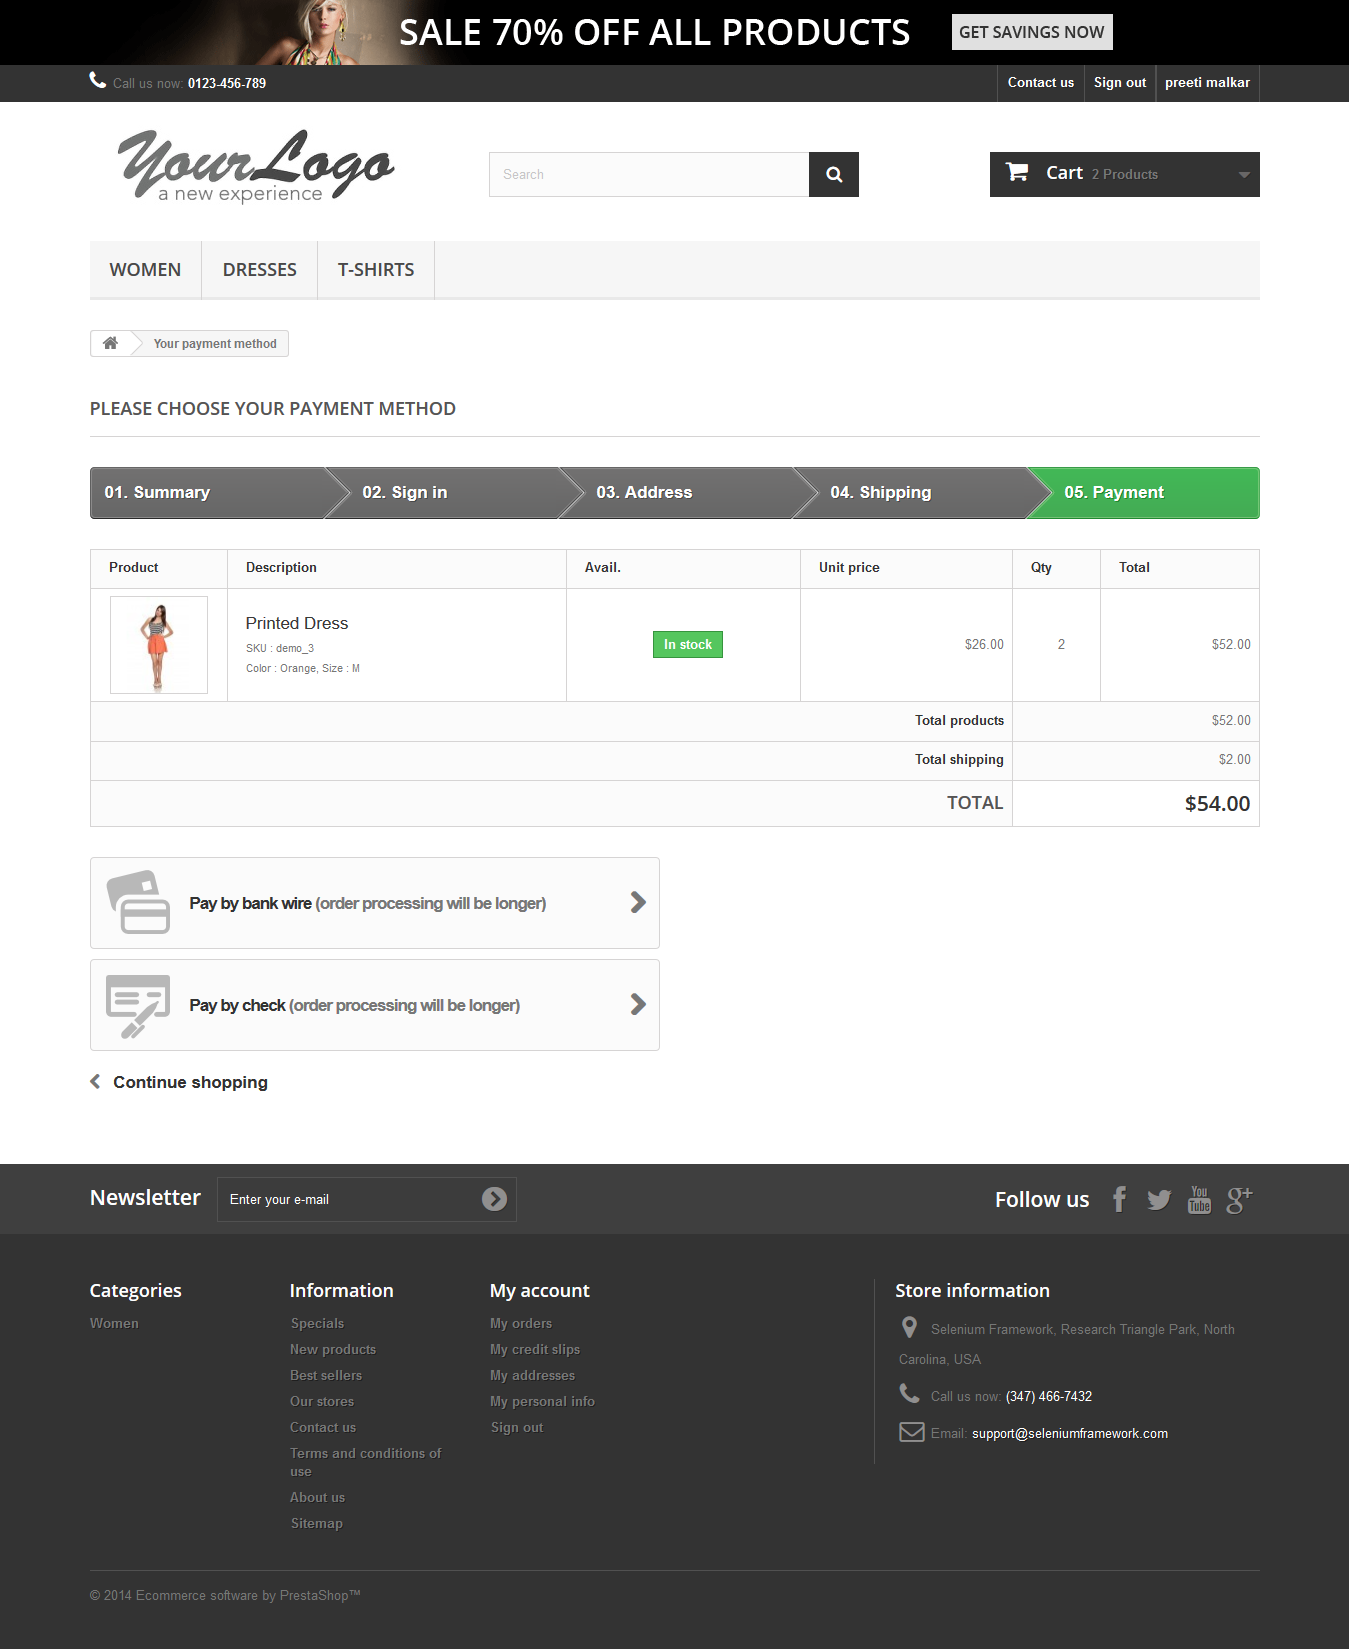 SALE 70% OFF ALL PRODUCTS GET SAVINGS NOW
Call us now: 0123-456-789 Contact us Sign out preeti malkar
YourLogo
a new experience
Search
Cart 2 Products
WOMEN DRESSES T-SHIRTS
Your payment method
PLEASE CHOOSE YOUR PAYMENT METHOD
01. Summary 02. Sign in 03. Address 04. Shipping 05. Payment
Product Description Avail. Unit price Qty Total
Printed Dress
SKU : demo_3
Color : Orange, Size : M
In stock $26.00 2 $52.00
Total products $52.00
Total shipping $2.00
TOTAL $54.00
Pay by bank wire (order processing will be longer)
Pay by check (order processing will be longer)
Continue shopping
Newsletter Enter your e-mail Follow us
You
Tube
g+
Categories
Women
Information
Specials
New products
Best sellers
Our stores
Contact us
Terms and conditions of
use
About us
Sitemap
My account
My orders
My credit slips
My addresses
My personal info
Sign out
Store information
Selenium Framework, Research Triangle Park, North
Carolina, USA
Call us now: (347) 466-7432
Email: support@seleniumframework.com
© 2014 Ecommerce software by PrestaShop™